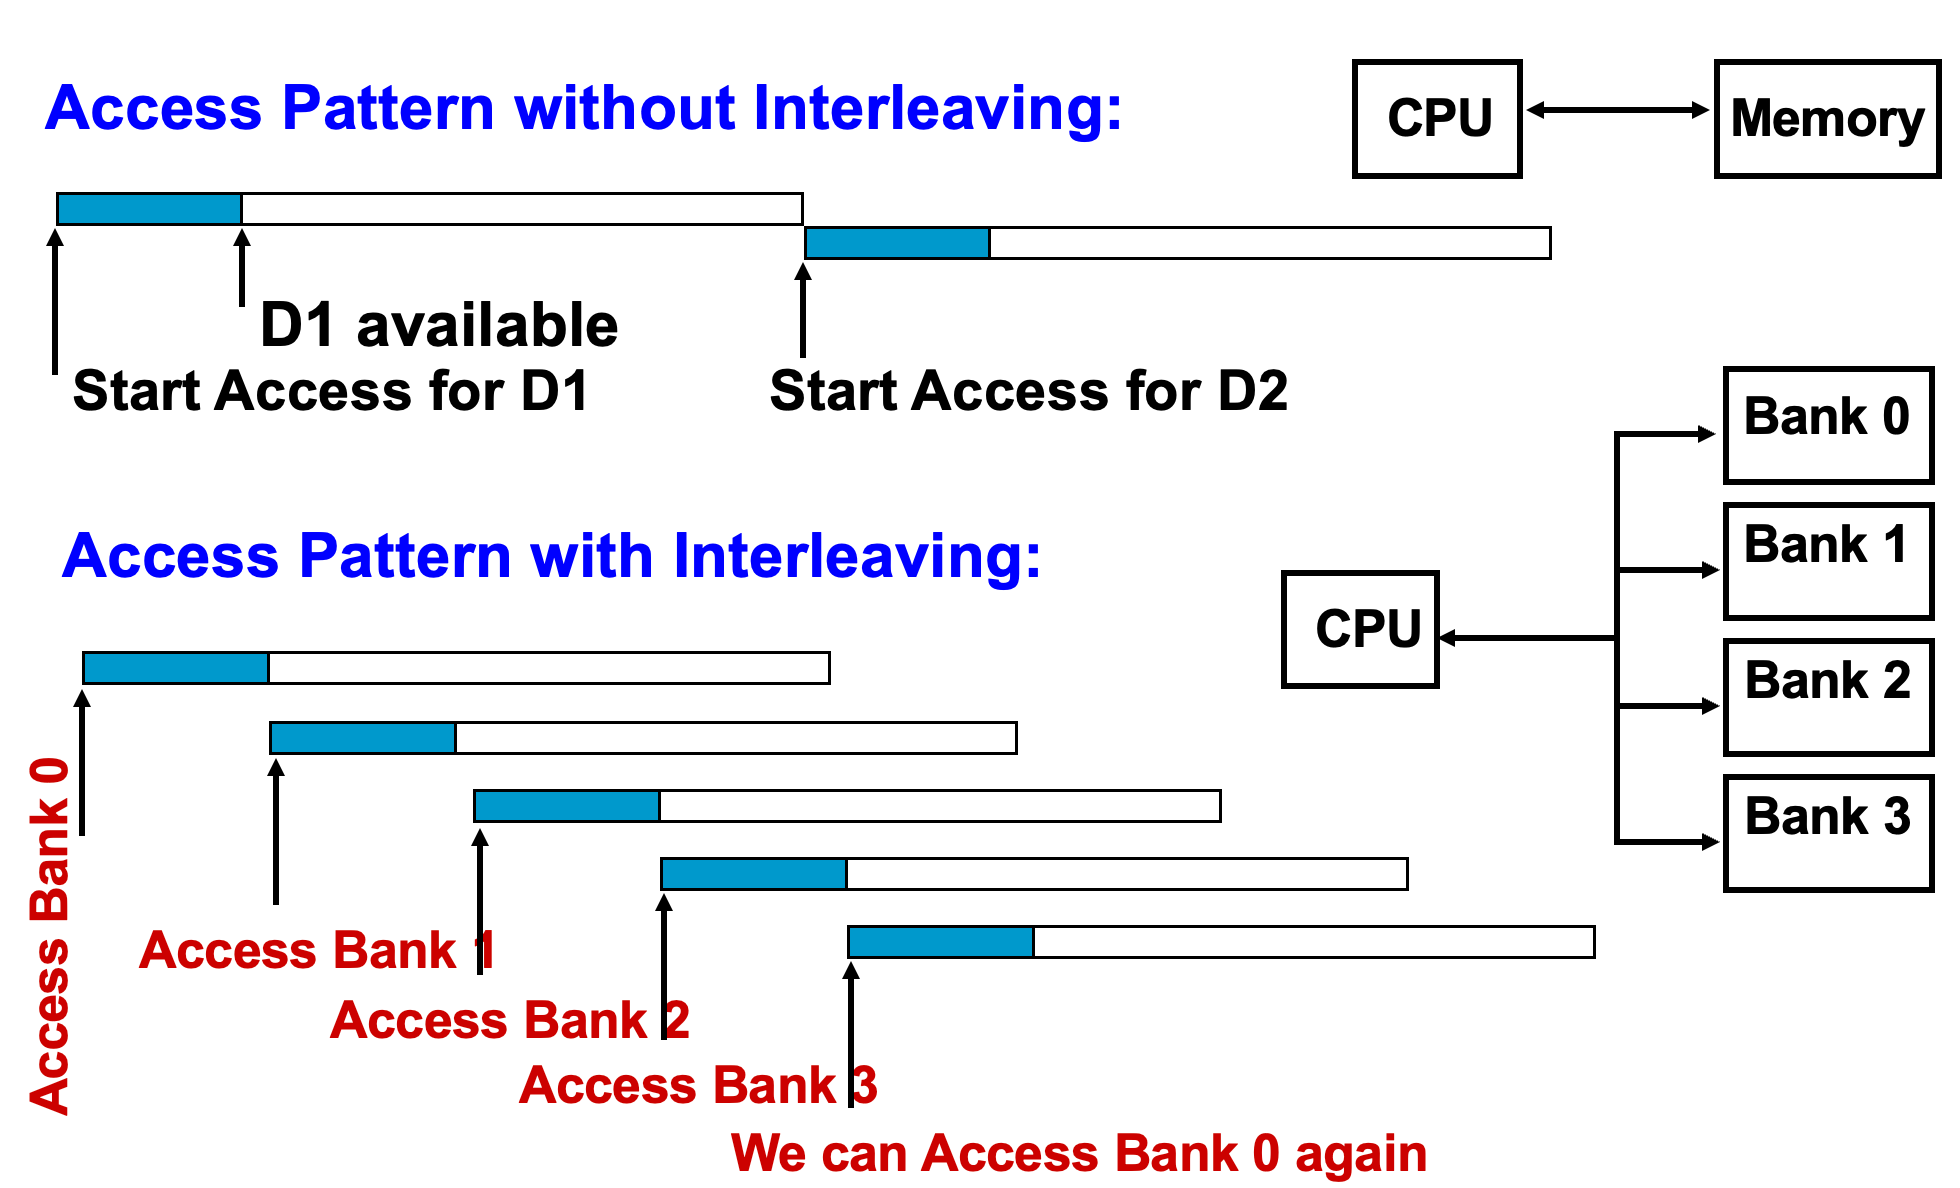 Access Pattern without Interleaving:
CPU
Memory
D1 available
Start Access for D1
Start Access for D2
Access Pattern with Interleaving:
CPU
Bank 0
Bank 1
Bank 2
Bank 3
Access Bank 0
Access Bank 1
Access Bank 2
Access Bank 3
We can Access Bank 0 again